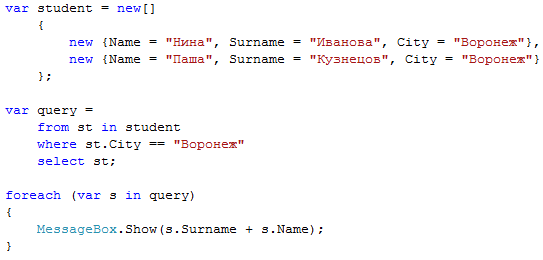 var student = new[]
{
new {Name = "Нина", Surname = "Иванова", City = "Воронеж"},
new {Name = "Паша", Surname = "Кузнецов", City = "Воронеж"}
};
var query =
from st in student
where st.City == "Воронеж"
select st;
foreach (var s in query)
{
MessageBox.Show(s.Surname + s.Name);
}